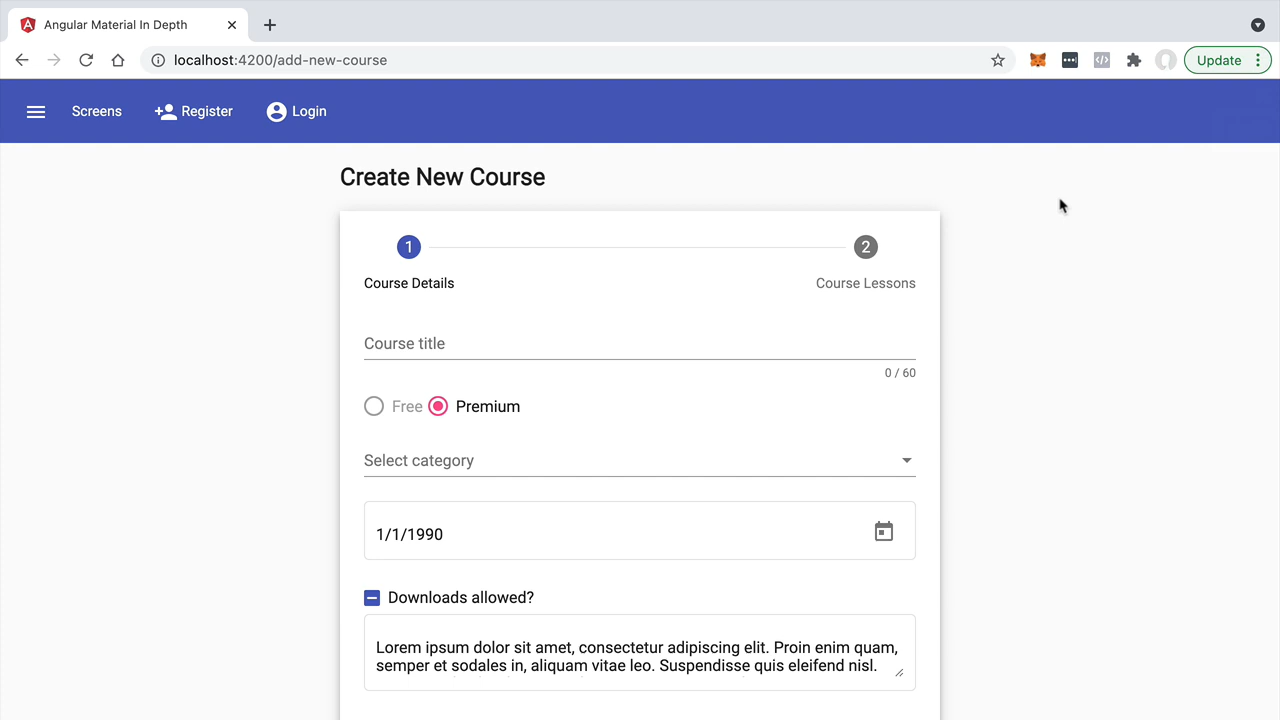 Angular Material In Depth
localhost:4200/add-new-course
Update
Screens
Register
Login
Create New Course
1
2
Course Details
Course Lessons
Course title
0 / 60
Free
Premium
Select category
1/1/1990
Downloads allowed?
Lorem ipsum dolor sit amet, consectetur adipiscing elit. Proin enim quam,
semper et sodales in, aliquam vitae leo. Suspendisse quis eleifend nisl.